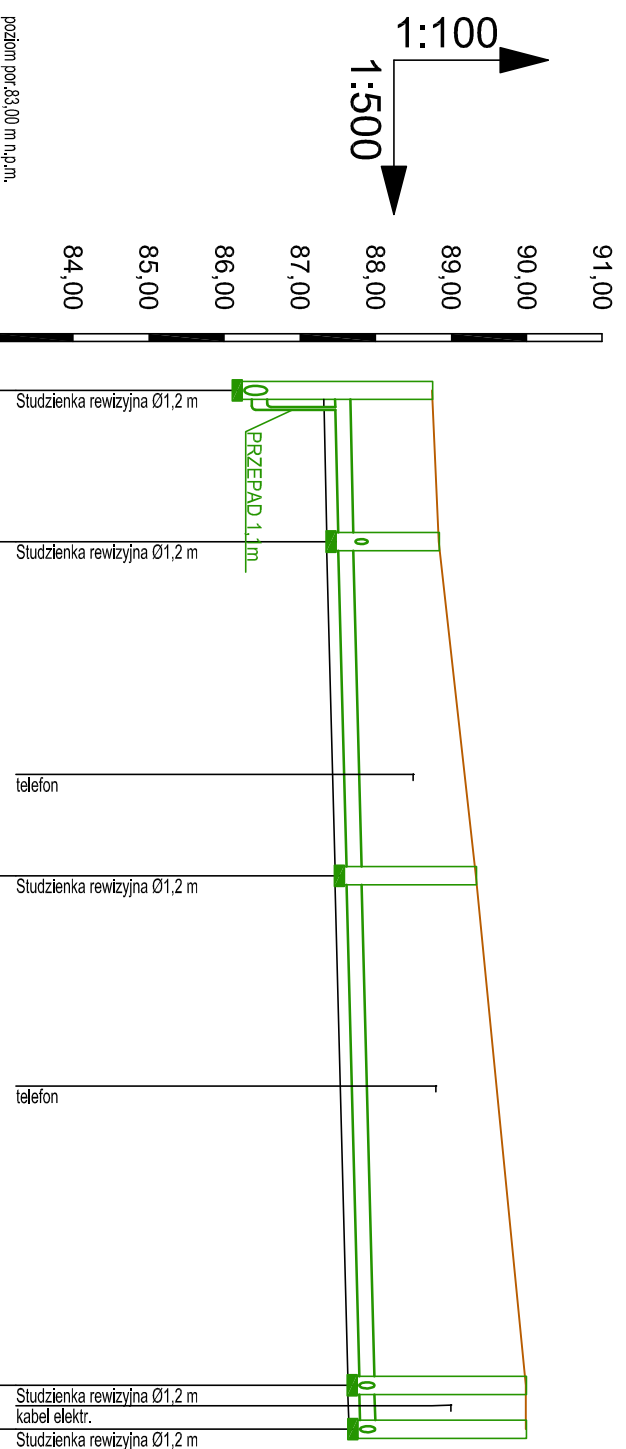 1:100
1:500
poziom por.83,00 m n.p.m.
91,00
90,00
89,00
88,00
87,00
86,00
85,00
84,00
Studzienka rewizyjna Ø1,2 m
PRZEPAD 1,1m
Studzienka rewizyjna Ø1,2 m
telefon
Studzienka rewizyjna Ø1,2 m
telefon
Studzienka rewizyjna Ø1,2 m
kabel elektr.
Studzienka rewizyjna Ø1,2 m